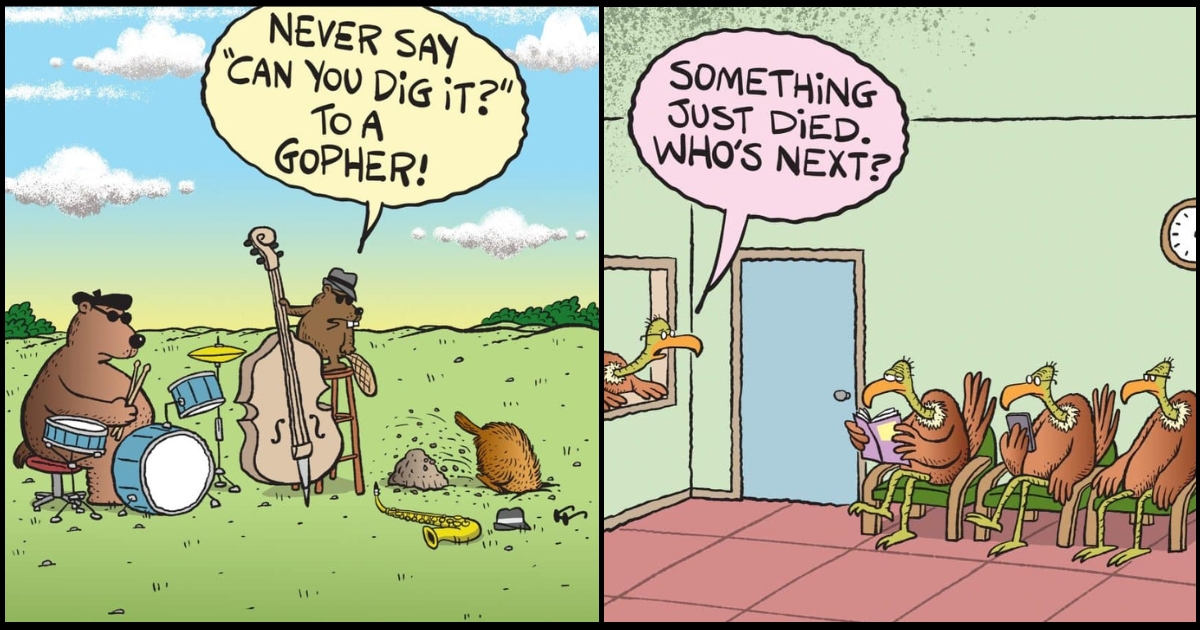 NEVER SAY
"CAN YOU DIG IT?"
TO A
GOPHER!
SOMETHING
JUST DIED.
WHO'S NEXT?